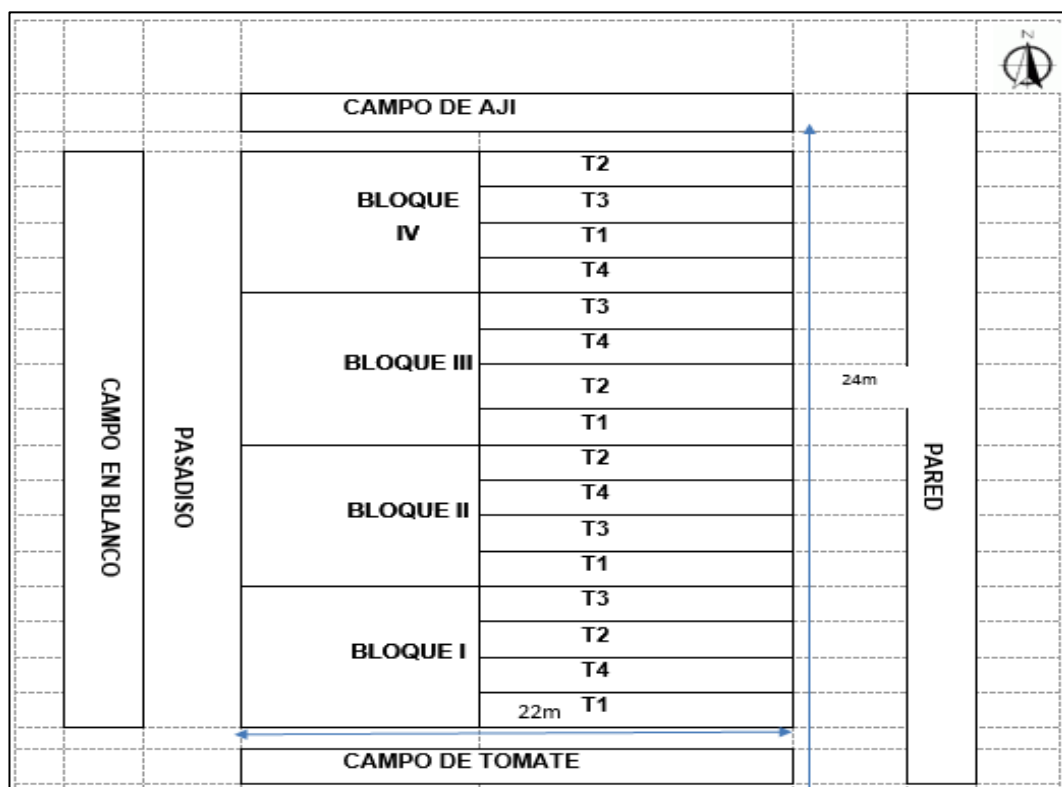 N
CAMPO DE AJI
T2
BLOQUE
IV
T3
T1
T4
T3
BLOQUE III
T4
T2
T1
T2
BLOQUE II
T4
T3
T1
T3
BLOQUE I
T2
T4
T1
22m
CAMPO DE TOMATE
CAMPO EN BLANCO
PASADISO
24m
PARED